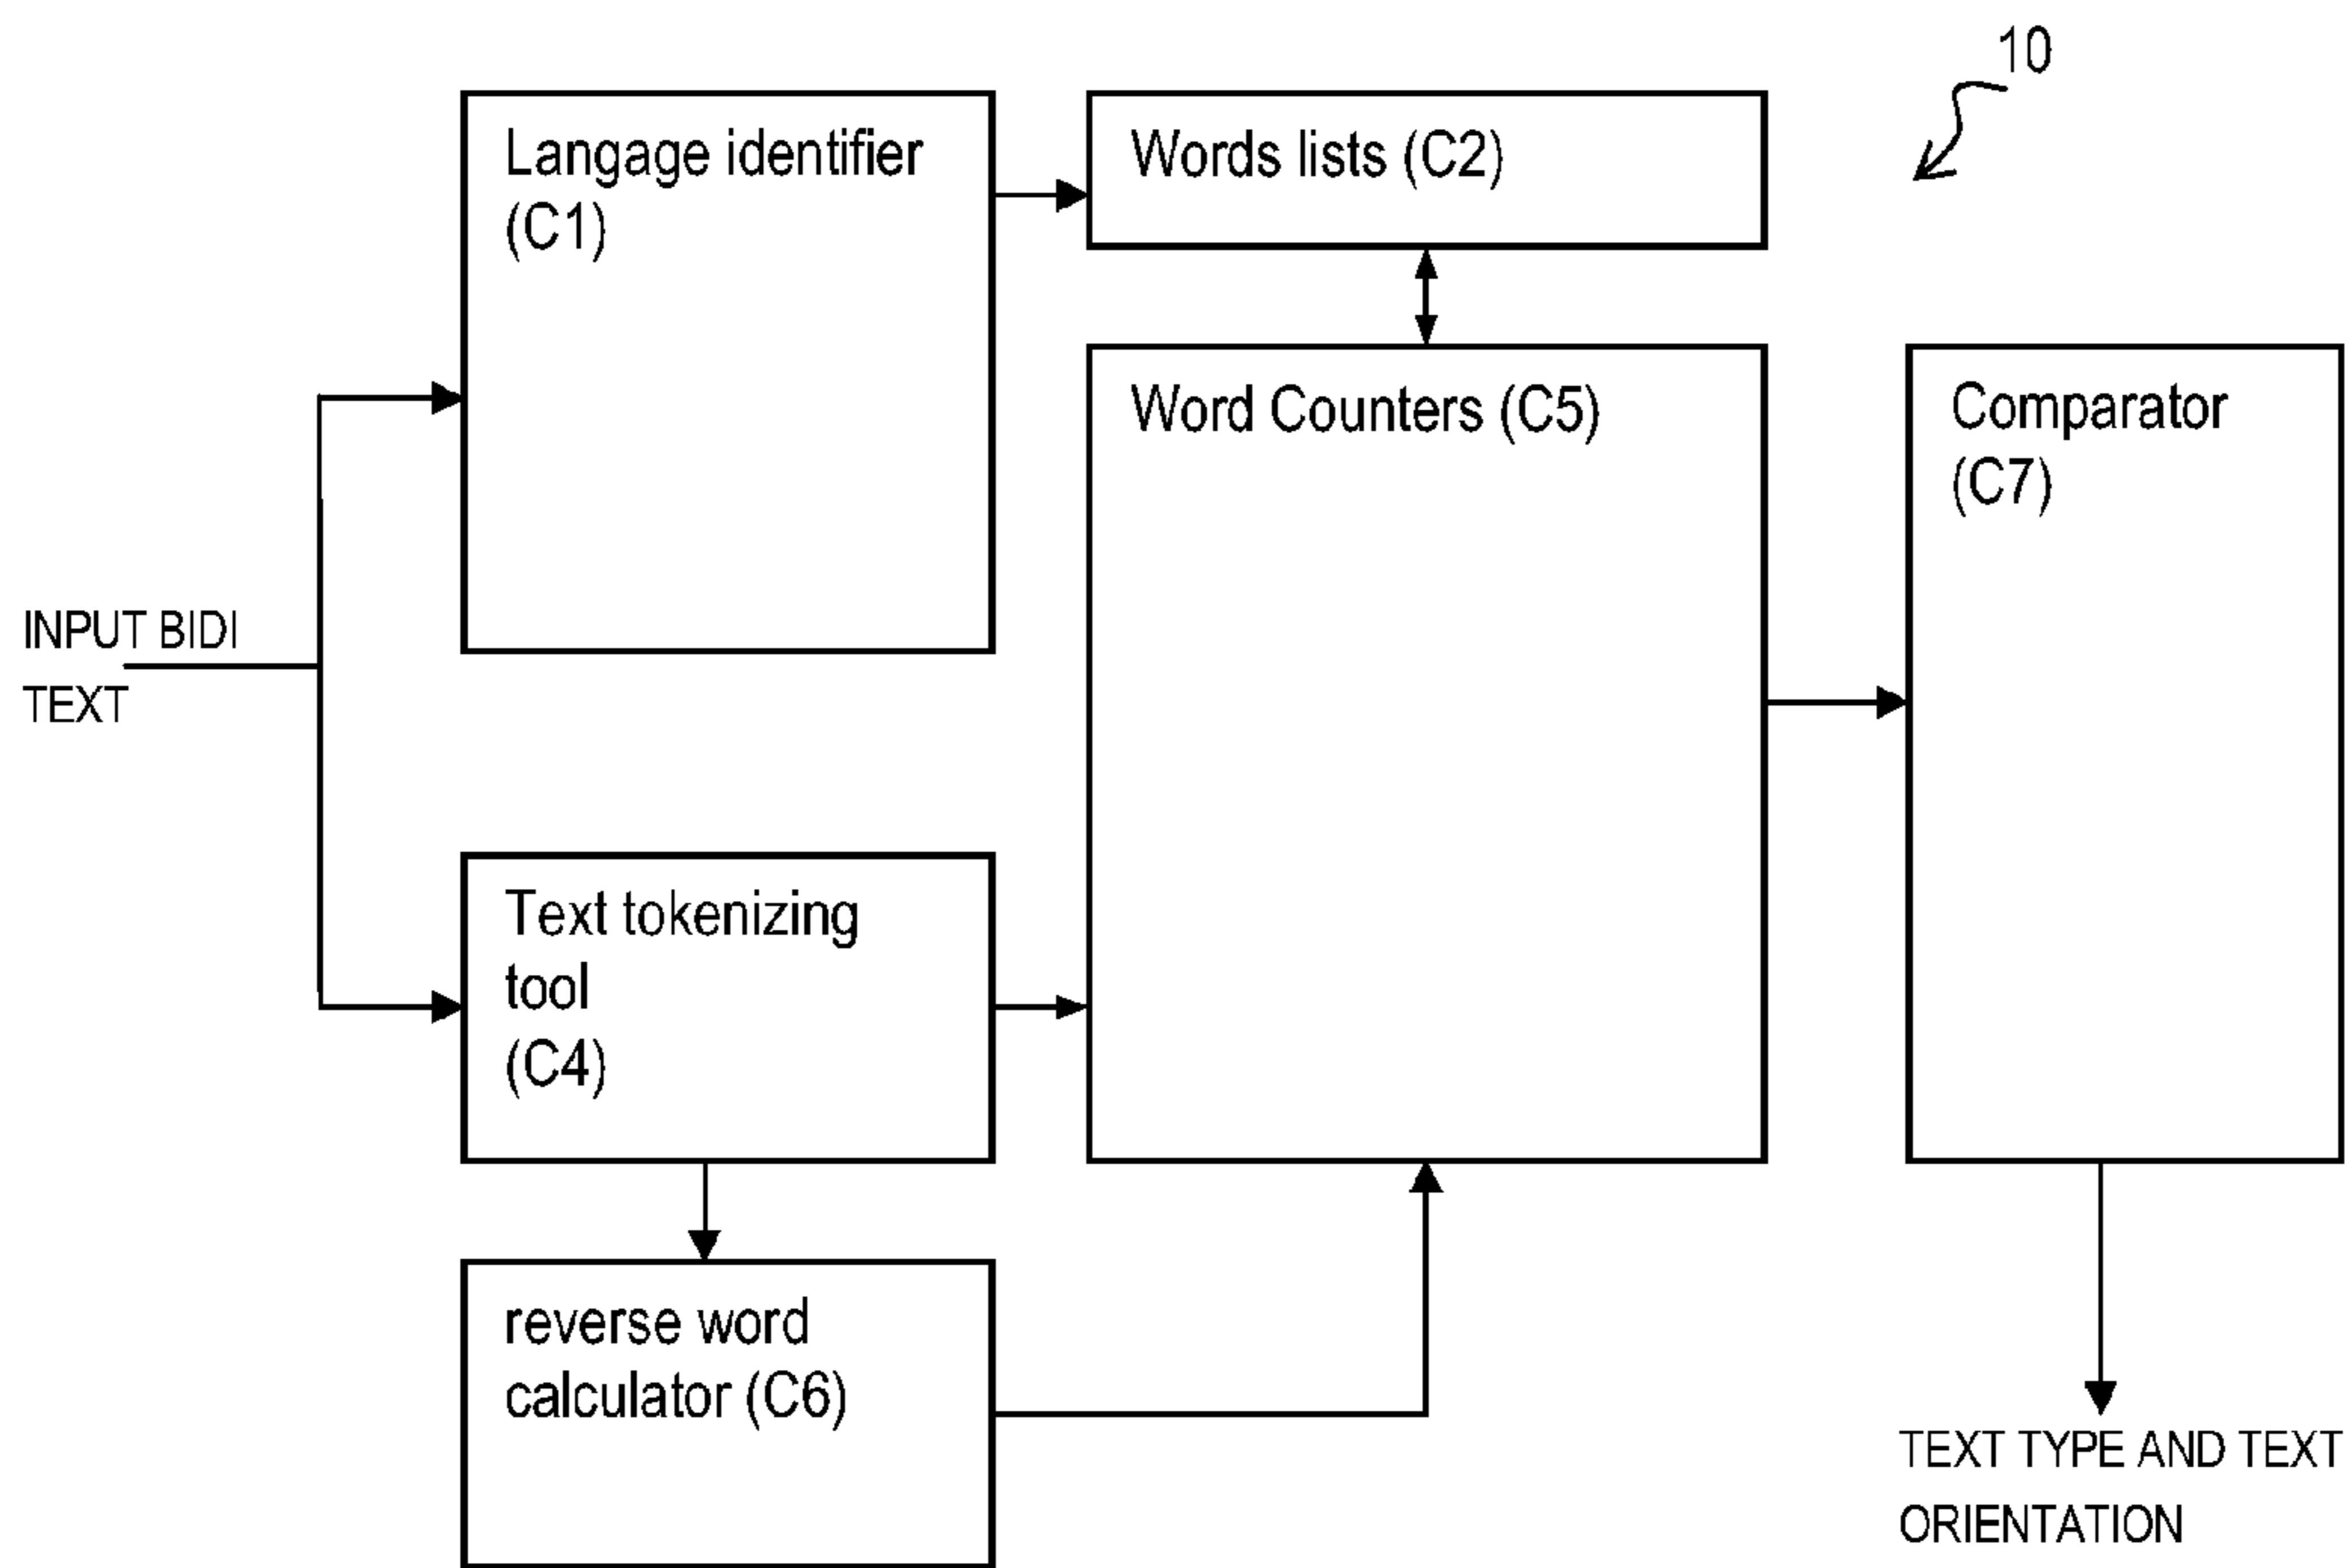 10
Langage identifier
(C1)
Words lists (C2)
Word Counters (C5)
Comparator
(C7)
INPUT BIDI
TEXT
Text tokenizing
tool
(C4)
reverse word
calculator (C6)
TEXT TYPE AND TEXT
ORIENTATION